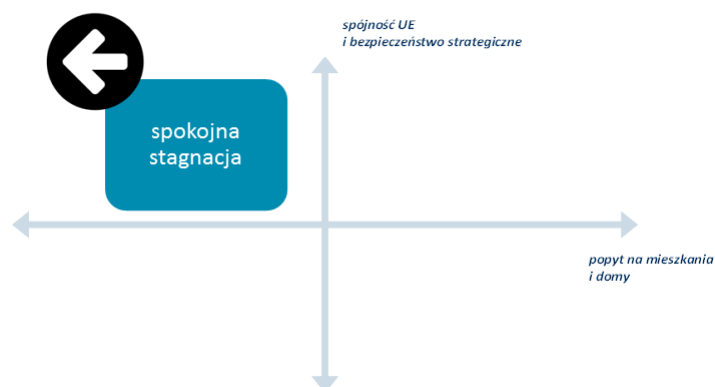 spójność UE
i bezpieczeństwo strategiczne
spokojna
stagnacja
popyt na mieszkania
i domy